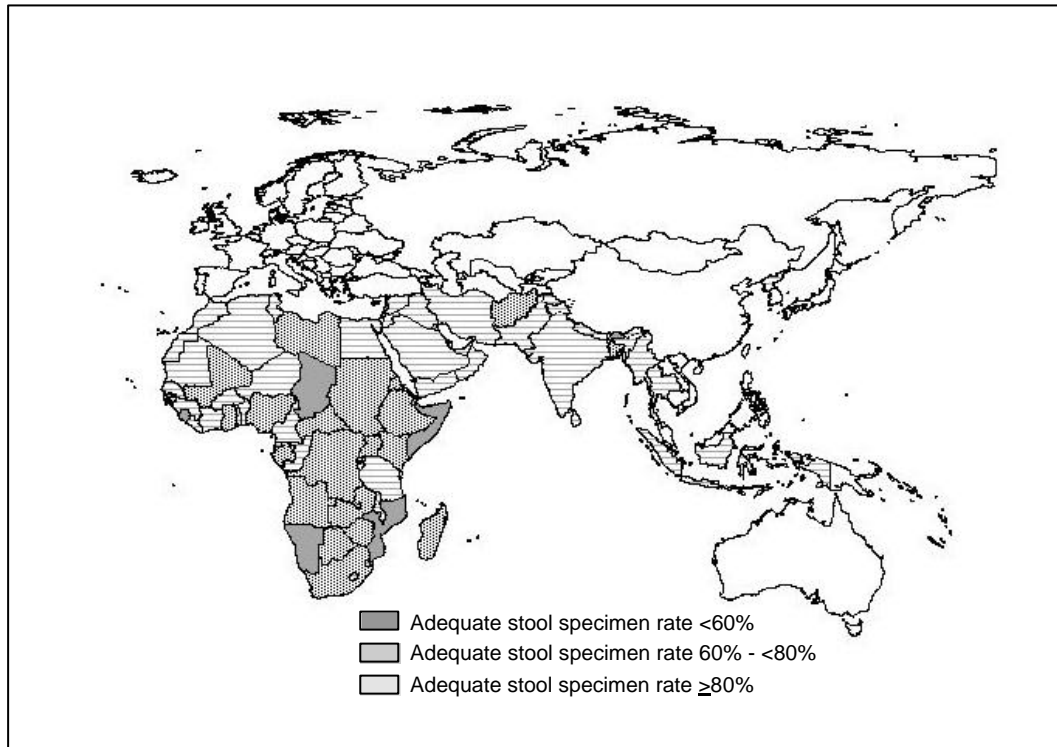 Adequate stool specimen rate <60%
Adequate stool specimen rate 60% - <80%
Adequate stool specimen rate ≥80%